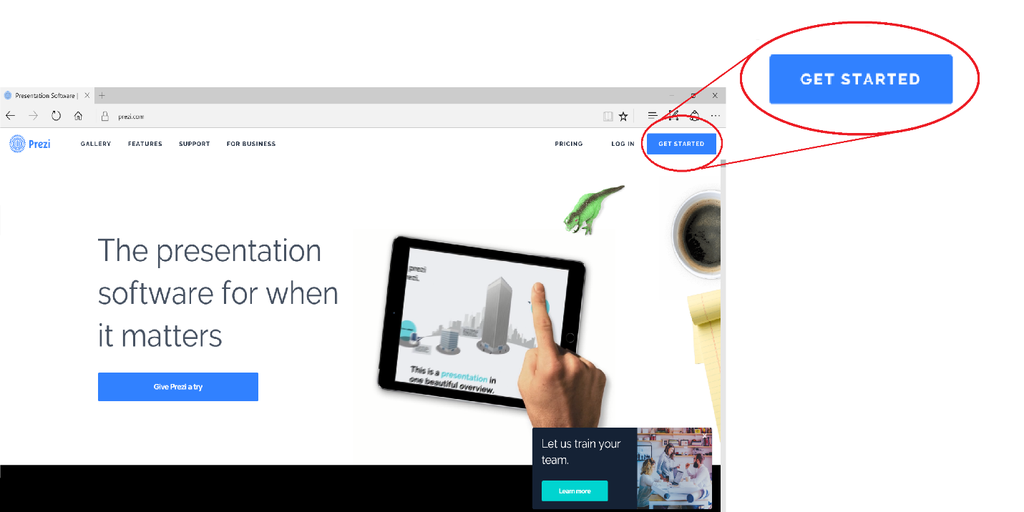 GET STARTED
Presentation Software |
prezi.com
Prezi
GALLERY FEATURES SUPPORT FOR BUSINESS PRICING LOG IN GET STARTED
The presentation
software for when
it matters
Give Prezi a try
prezi
This is a presentation in
one beautiful overview.
Let us train your
team.
Learn more